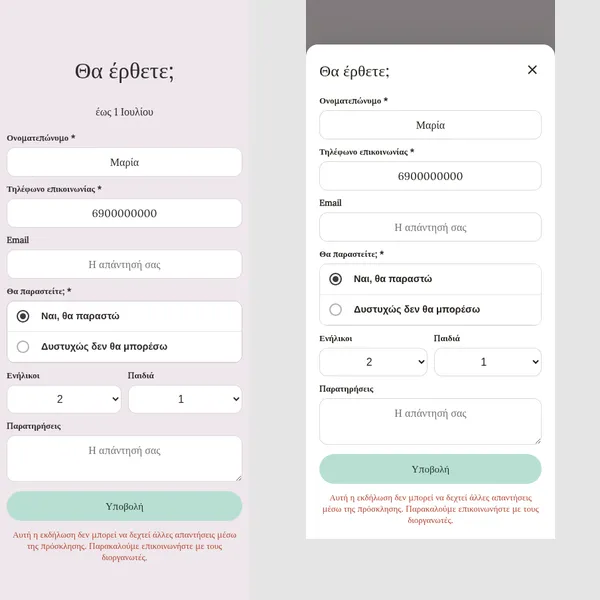 Θα έρθετε;
έως 1 Ιουλίου
Ονοματεπώνυμο *
Μαρία
Τηλέφωνο επικοινωνίας *
6900000000
Email
Η απάντησή σας
Θα παραστείτε; *
Ναι, θα παραστώ
Δυστυχώς δεν θα μπορέσω
Ενήλικοι Παιδιά
2 1
Παρατηρήσεις
Η απάντησή σας
Υποβολή
Αυτή η εκδήλωση δεν μπορεί να δεχτεί άλλες απαντήσεις μέσω
της πρόσκλησης. Παρακαλούμε επικοινωνήστε με τους
διοργανωτές.
Θα έρθετε;
Ονοματεπώνυμο *
Μαρία
Τηλέφωνο επικοινωνίας *
6900000000
Email
Η απάντησή σας
Θα παραστείτε; *
Ναι, θα παραστώ
Δυστυχώς δεν θα μπορέσω
Ενήλικοι Παιδιά
2 1
Παρατηρήσεις
Η απάντησή σας
Υποβολή
Αυτή η εκδήλωση δεν μπορεί να δεχτεί άλλες απαντήσεις
μέσω της πρόσκλησης. Παρακαλούμε επικοινωνήστε με τους
διοργανωτές.